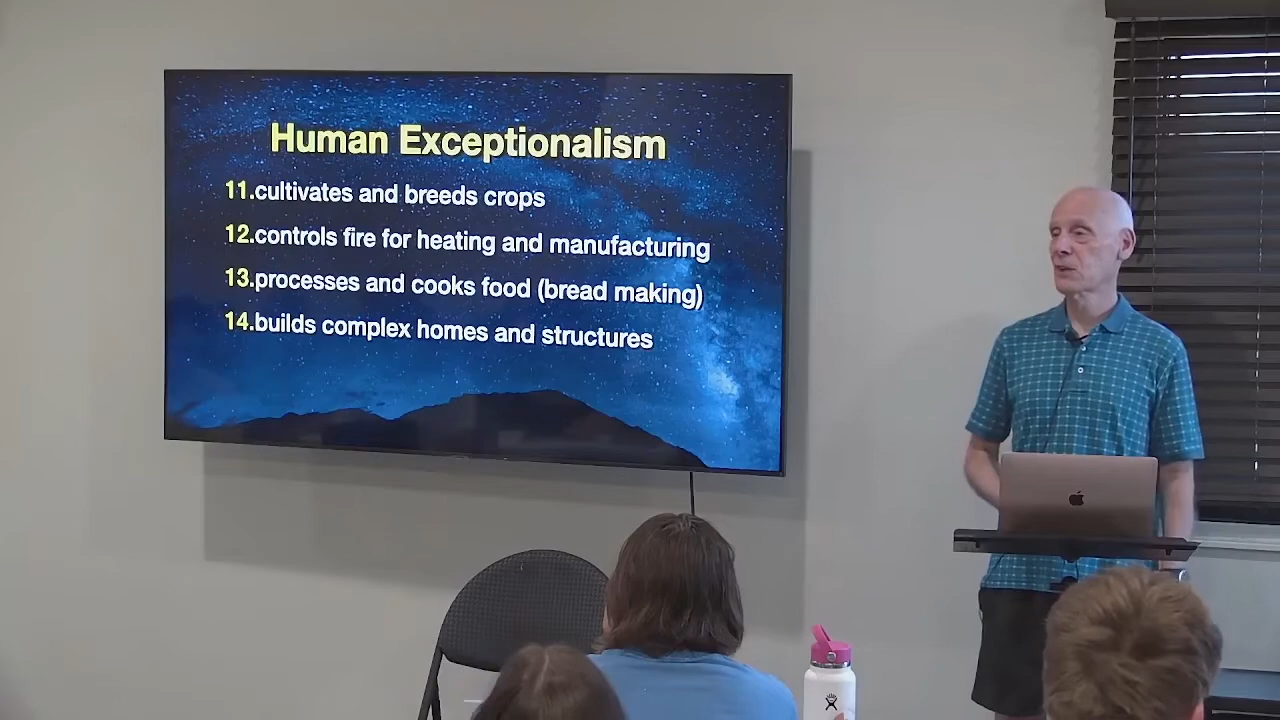 Human Exceptionalism
11.cultivates and breeds crops
12.controls fire for heating and manufacturing
13.processes and cooks food (bread making)
14.builds complex homes and structures